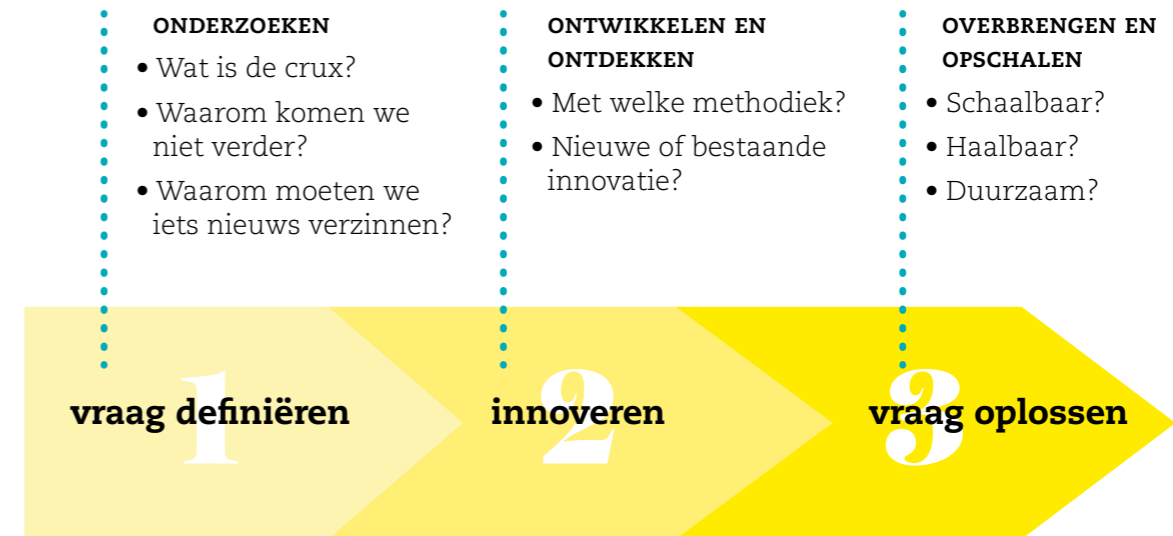 ONDERZOEKEN
• Wat is de crux?
• Waarom komen we
niet verder?
• Waarom moeten we
iets nieuws verzinnen?
ONTWIKKELEN EN
ONTDEKKEN
• Met welke methodiek?
• Nieuwe of bestaande
innovatie?
OVERBRENGEN EN
OPSCHALEN
• Schaalbaar?
• Haalbaar?
• Duurzaam?
1
vraag definiëren
2
innoveren
3
vraag oplossen